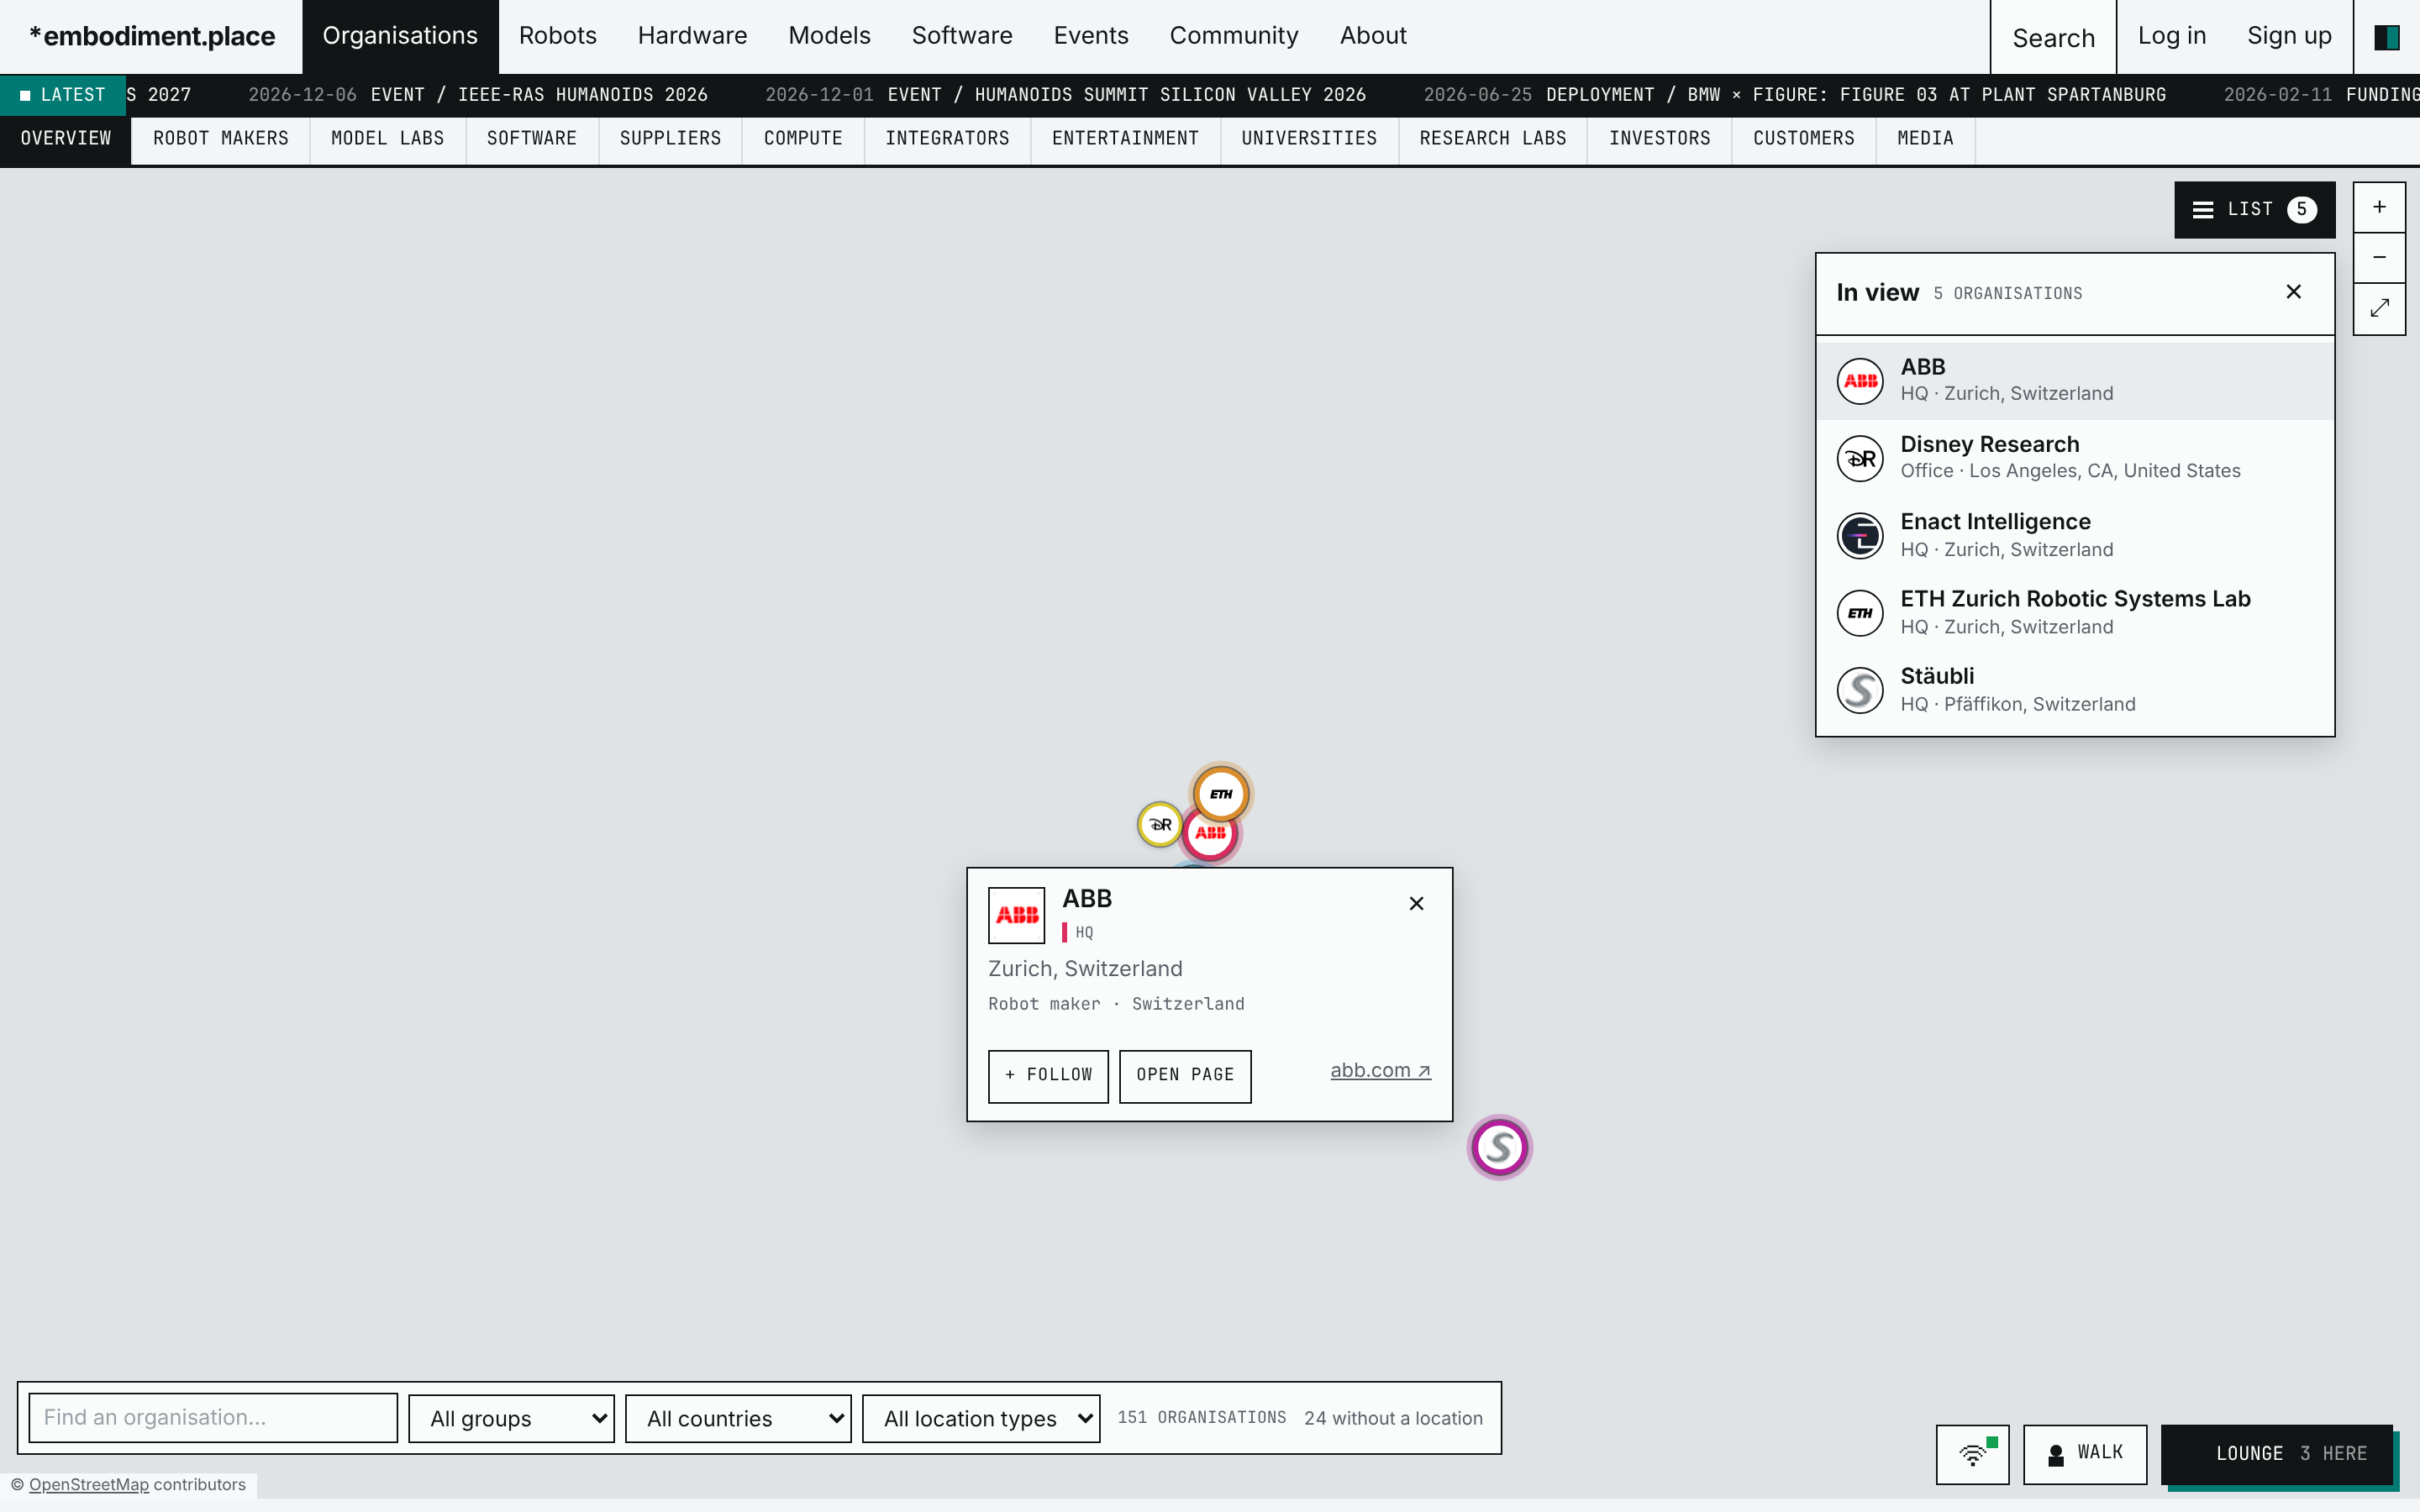 *embodiment.place Organisations Robots Hardware Models Software Events Community About Search Log in Sign up
LATEST S 2027 2026-12-06 EVENT / IEEE-RAS HUMANOIDS 2026 2026-12-01 EVENT / HUMANOIDS SUMMIT SILICON VALLEY 2026 2026-06-25 DEPLOYMENT / BMW × FIGURE: FIGURE 03 AT PLANT SPARTANBURG 2026-02-11 FUNDING
OVERVIEW ROBOT MAKERS MODEL LABS SOFTWARE SUPPLIERS COMPUTE INTEGRATORS ENTERTAINMENT UNIVERSITIES RESEARCH LABS INVESTORS CUSTOMERS MEDIA
LIST 5
+
−
In view 5 ORGANISATIONS ×
ABB ABB
HQ · Zurich, Switzerland
DR Disney Research
Office · Los Angeles, CA, United States
Enact Intelligence
HQ · Zurich, Switzerland
ETH ETH Zurich Robotic Systems Lab
HQ · Zurich, Switzerland
S Stäubli
HQ · Pfäffikon, Switzerland
ETH
DR ABB
ABB ABB ×
HQ
Zurich, Switzerland
Robot maker · Switzerland
+ FOLLOW OPEN PAGE abb.com ↗
S
Find an organisation... All groups All countries All location types 151 ORGANISATIONS 24 without a location
WALK LOUNGE 3 HERE
© OpenStreetMap contributors